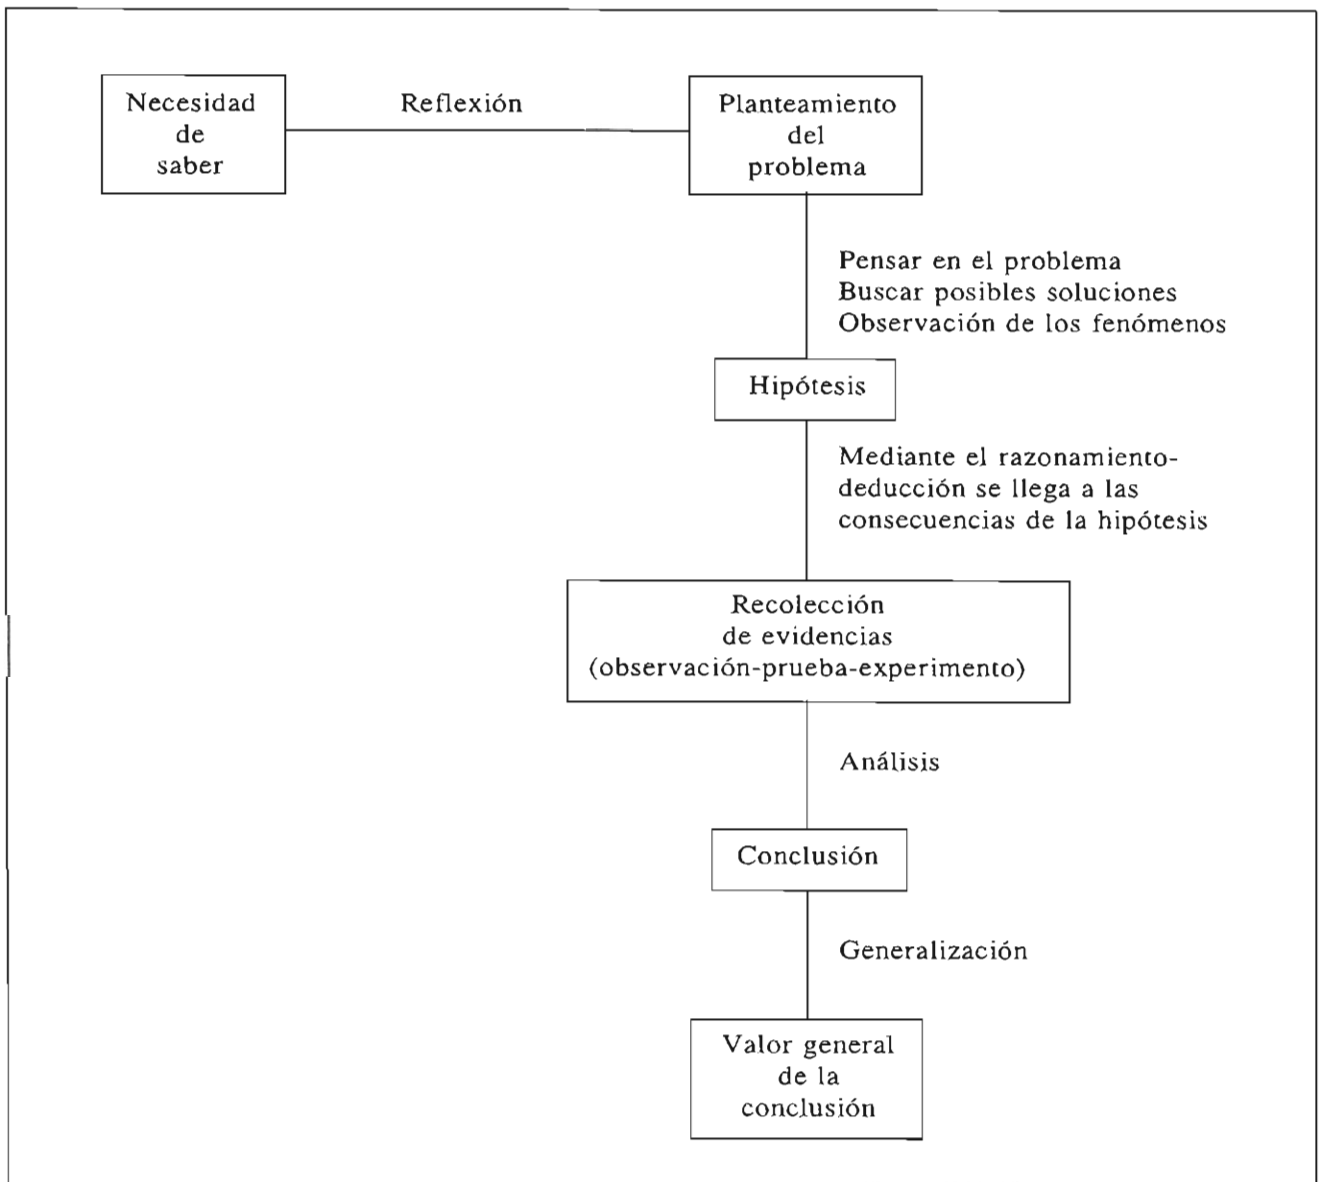 Necesidad
de
saber
Reflexión
Planteamiento
del
problema
Pensar en el problema
Buscar posibles soluciones
Observación de los fenómenos
Hipótesis
Mediante el razonamiento-
deducción se llega a las
consecuencias de la hipótesis
Recolección
de evidencias
(observación-prueba-experimento)
Análisis
Conclusión
Generalización
Valor general
de la
conclusión